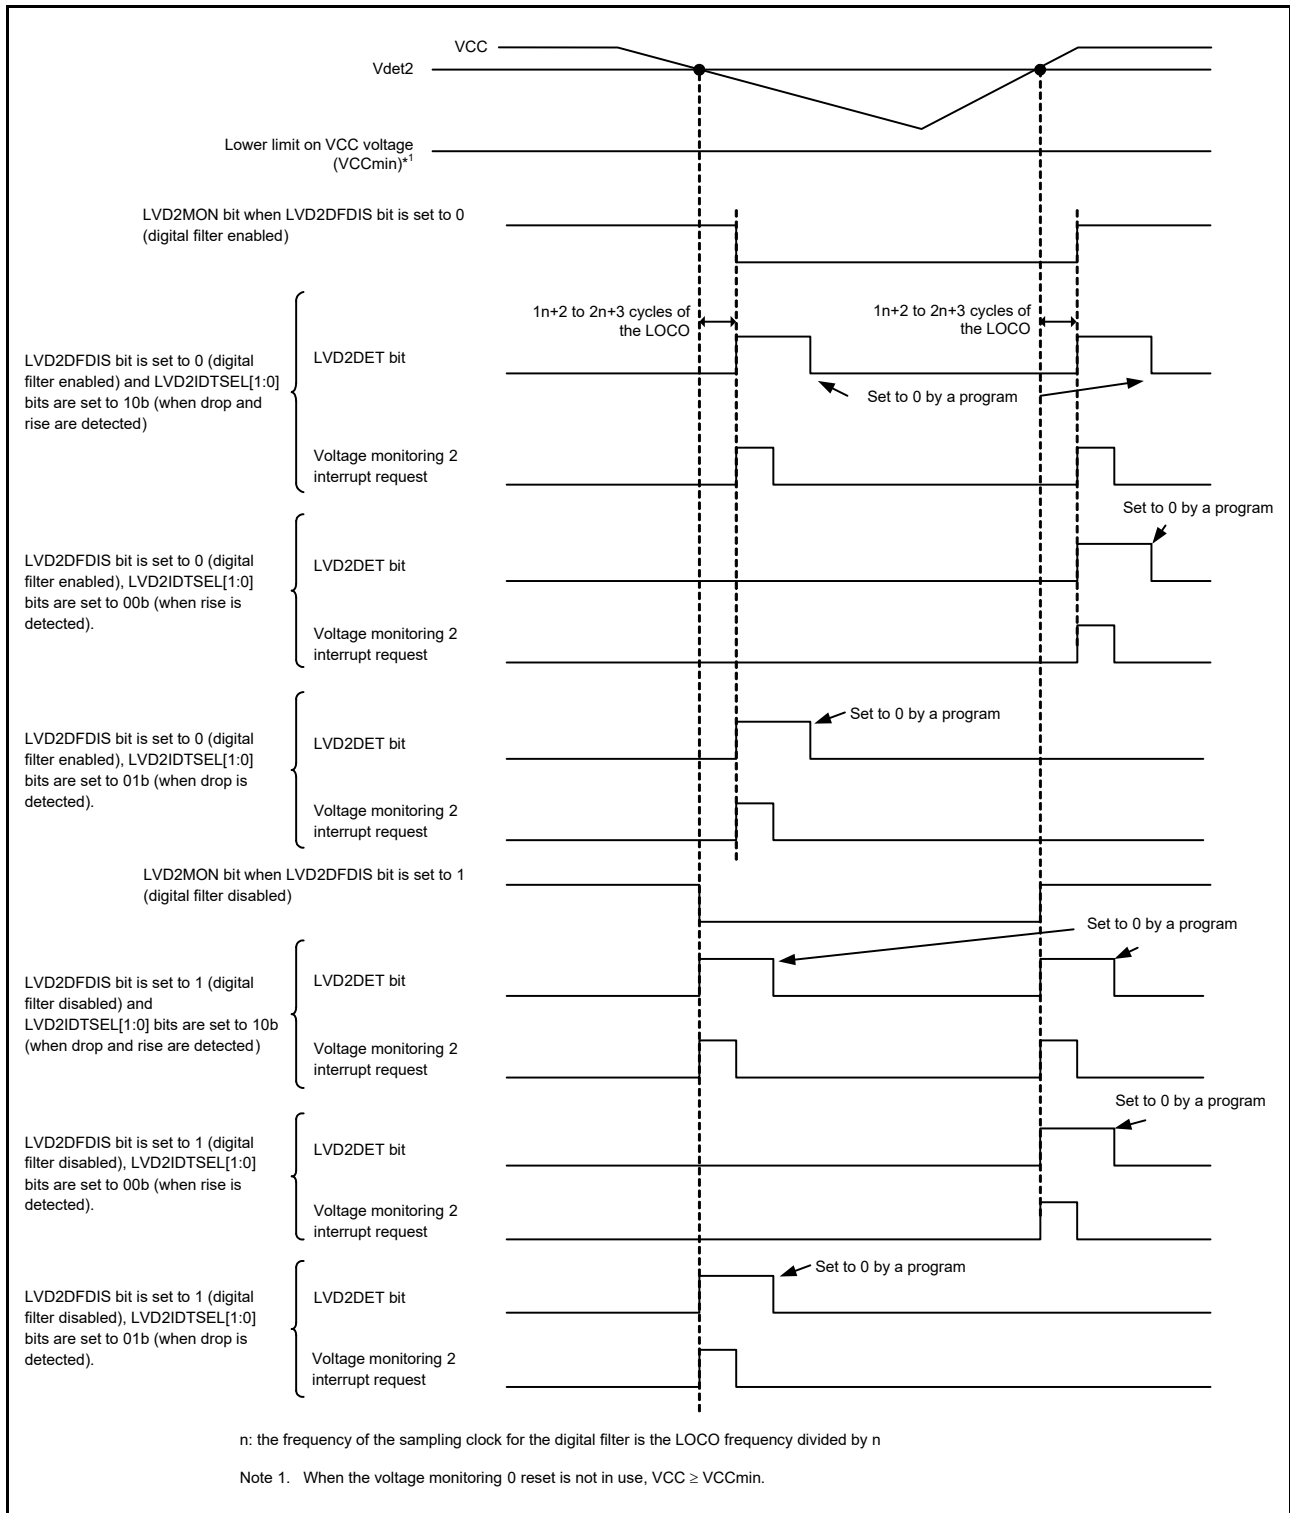 VCC
Vdet2
Lower limit on VCC voltage
(VCCmin)*1
LVD2MON bit when LVD2DFDIS bit is set to 0
(digital filter enabled)
1n+2 to 2n+3 cycles of
the LOCO
1n+2 to 2n+3 cycles of
the LOCO
LVD2DFDIS bit is set to 0 (digital
filter enabled) and LVD2IDTSEL[1:0]
bits are set to 10b (when drop and
rise are detected)
LVD2DET bit
Set to 0 by a program
Voltage monitoring 2
interrupt request
Set to 0 by a program
LVD2DFDIS bit is set to 0 (digital
filter enabled), LVD2IDTSEL[1:0]
bits are set to 00b (when rise is
detected).
LVD2DET bit
Voltage monitoring 2
interrupt request
Set to 0 by a program
LVD2DFDIS bit is set to 0 (digital
filter enabled), LVD2IDTSEL[1:0]
bits are set to 01b (when drop is
detected).
LVD2DET bit
Voltage monitoring 2
interrupt request
LVD2MON bit when LVD2DFDIS bit is set to 1
(digital filter disabled)
Set to 0 by a program
LVD2DFDIS bit is set to 1 (digital
filter disabled) and
LVD2IDTSEL[1:0] bits are set to 10b
(when drop and rise are detected)
LVD2DET bit
Voltage monitoring 2
interrupt request
Set to 0 by a program
LVD2DFDIS bit is set to 1 (digital
filter disabled), LVD2IDTSEL[1:0]
bits are set to 00b (when rise is
detected).
LVD2DET bit
Voltage monitoring 2
interrupt request
Set to 0 by a program
LVD2DFDIS bit is set to 1 (digital
filter disabled), LVD2IDTSEL[1:0]
bits are set to 01b (when drop is
detected).
LVD2DET bit
Voltage monitoring 2
interrupt request
n: the frequency of the sampling clock for the digital filter is the LOCO frequency divided by n
Note 1. When the voltage monitoring 0 reset is not in use, VCC ≥ VCCmin.